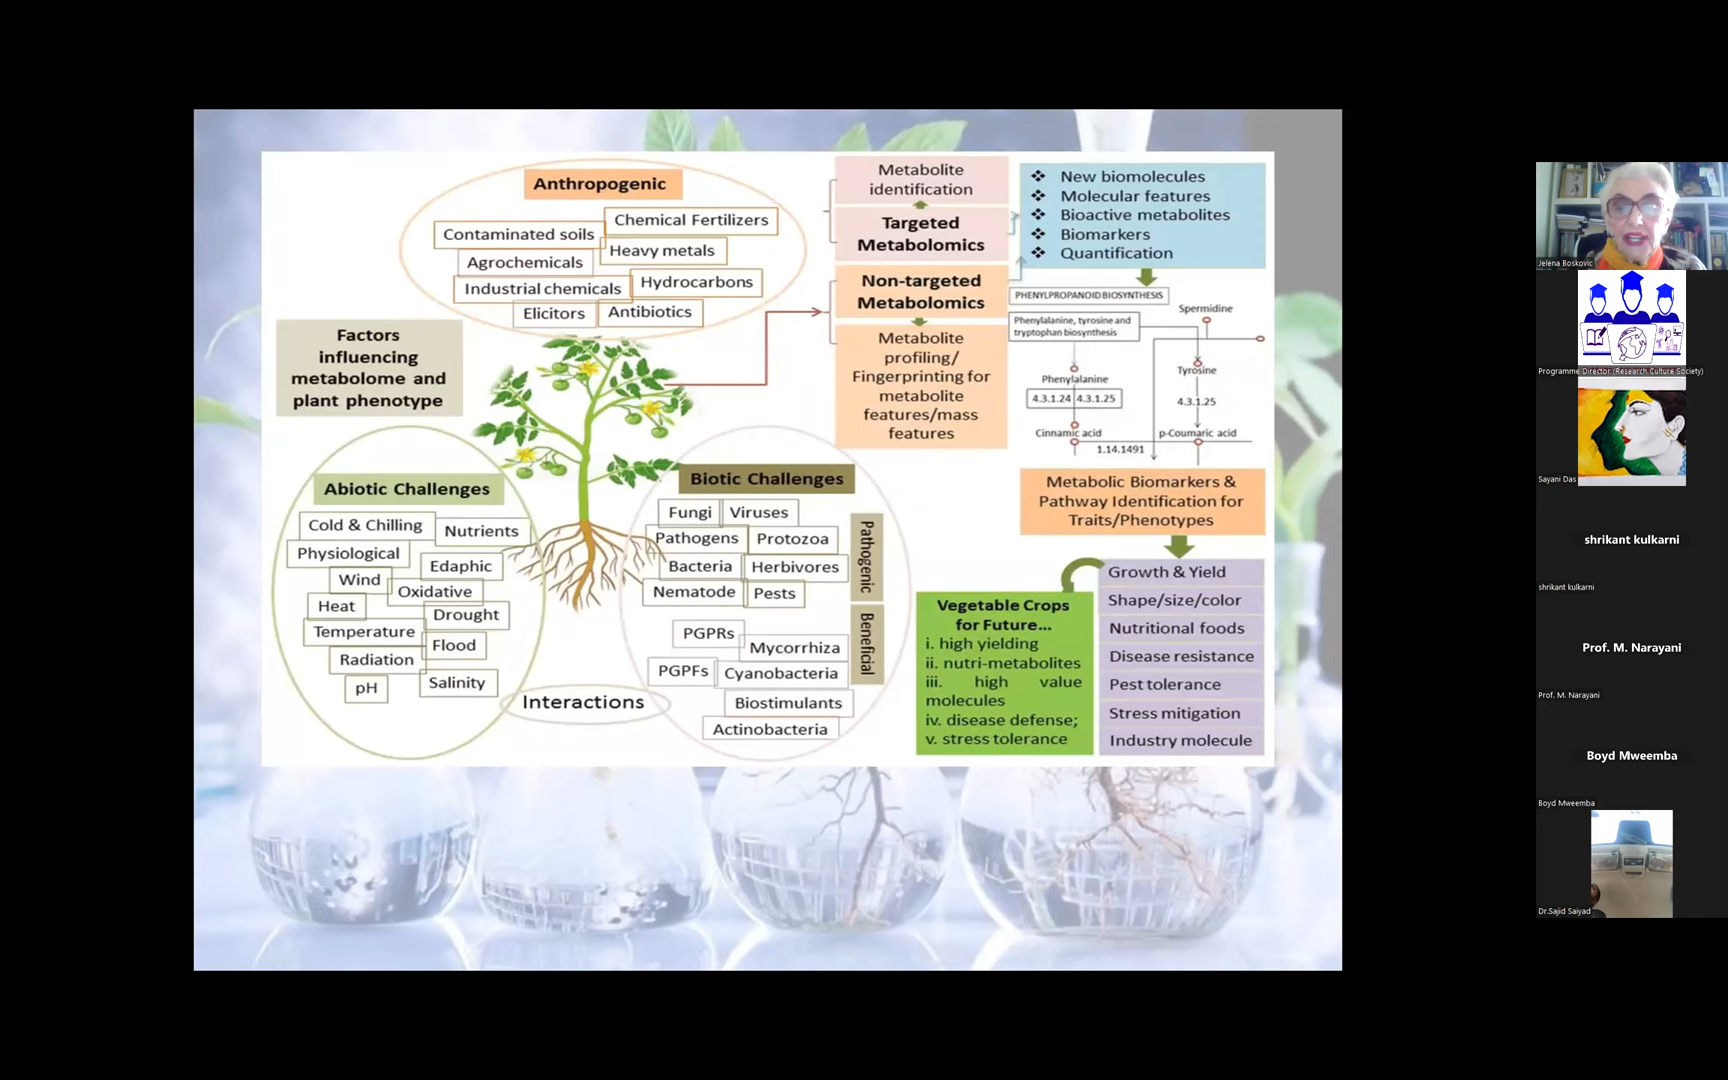 Anthropogenic
Chemical Fertilizers
Contaminated soils
Heavy metals
Agrochemicals
Hydrocarbons
Industrial chemicals
Elicitors
Antibiotics
Factors
influencing
metabolome and
plant phenotype
Abiotic Challenges
Cold & Chilling
Nutrients
Physiological
Edaphic
Wind
Oxidative
Heat
Drought
Temperature
Flood
Radiation
Salinity
pH
Interactions
Biotic Challenges
Fungi
Viruses
Pathogens
Protozoa
Bacteria
Herbivores
Nematode
Pests
Pathogenic
PGPRs
Mycorrhiza
PGPFs
Cyanobacteria
Biostimulants
Actinobacteria
Beneficial
Metabolite
identification
Targeted
Metabolomics
Non-targeted
Metabolomics
Metabolite
profiling/
Fingerprinting for
metabolite
features/mass
features
❖ New biomolecules
❖ Molecular features
❖ Bioactive metabolites
❖ Biomarkers
❖ Quantification
PHENYLPROPANOID BIOSYNTHESIS
Spermidine
Phenylalanine, tyrosine and
tryptophan biosynthesis
Phenylalanine
Tyrosine
4.3.1.24
4.3.1.25
4.3.1.25
Cinnamic acid
p-Coumaric acid
1.14.1491
Metabolic Biomarkers &
Pathway Identification for
Traits/Phenotypes
Growth & Yield
Shape/size/color
Nutritional foods
Disease resistance
Pest tolerance
Stress mitigation
Industry molecule
Vegetable Crops
for Future...
i. high yielding
ii. nutri-metabolites
iii. high value
molecules
iv. disease defense;
v. stress tolerance
Jelena Boskovic
Programme Director (Research Culture Society)
Sayani Das
shrikant kulkarni
shrikant kulkarni
Prof. M. Narayani
Prof. M. Narayani
Boyd Mweemba
Boyd Mweemba
Dr.Sajid Saiyad